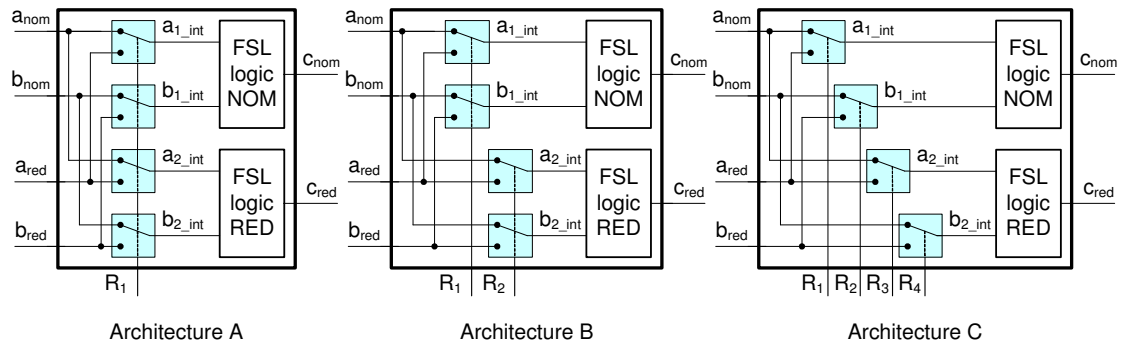 a_nom a_1_int FSL logic NOM c_nom
b_nom b_1_int
a_red a_2_int FSL logic RED c_red
b_red b_2_int
R_1
Architecture A
a_nom a_1_int FSL logic NOM c_nom
b_nom b_1_int
a_red a_2_int FSL logic RED c_red
b_red b_2_int
R_1 R_2
Architecture B
a_nom a_1_int FSL logic NOM c_nom
b_nom b_1_int
a_red a_2_int FSL logic RED c_red
b_red b_2_int
R_1 R_2 R_3 R_4
Architecture C